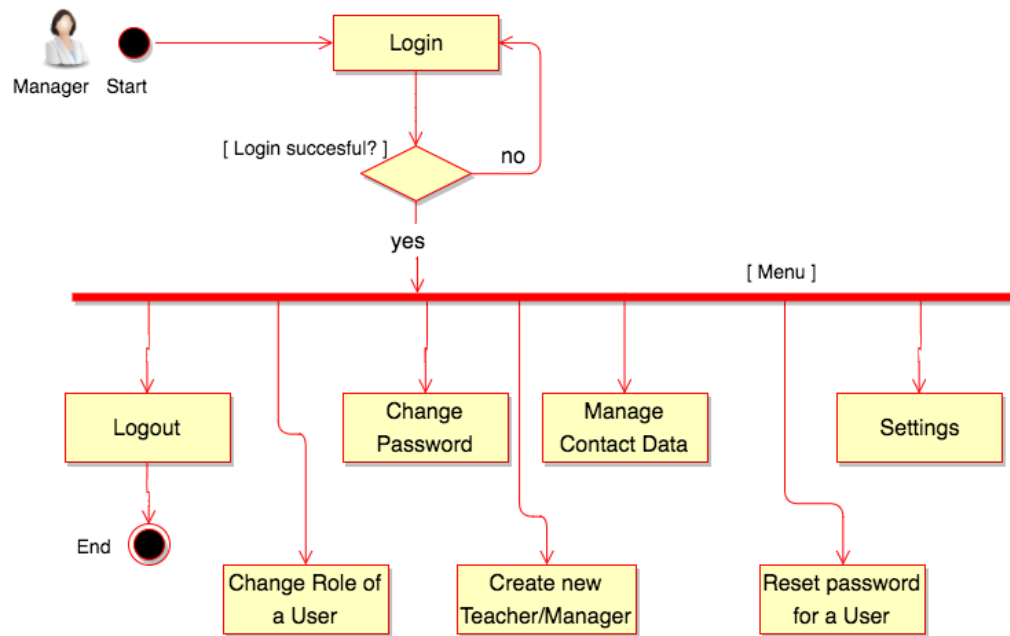 Login
Manager
Start
[ Login succesful? ]
no
yes
[ Menu ]
Logout
Change
Password
Manage
Contact Data
Settings
End
Change Role of
a User
Create new
Teacher/Manager
Reset password
for a User